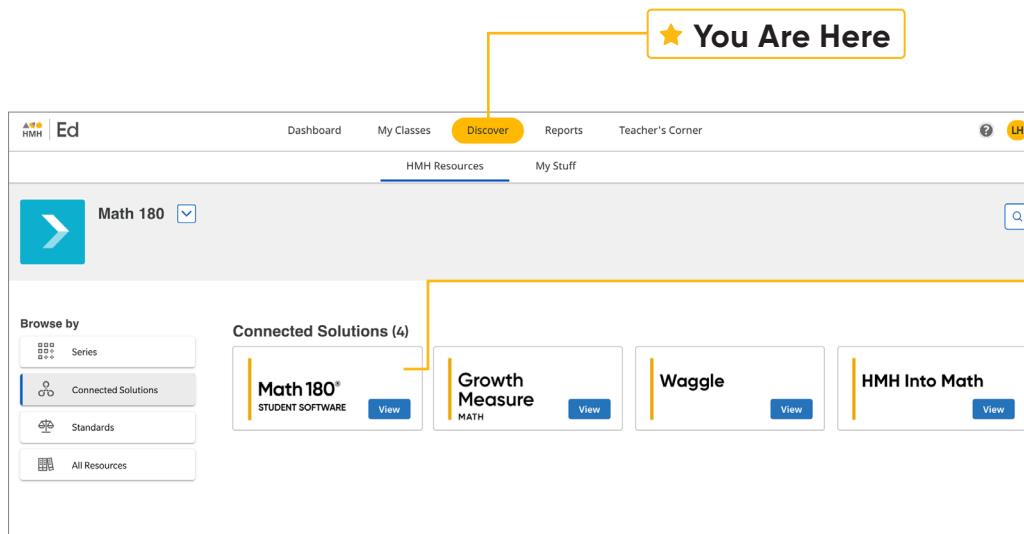 You Are Here
HMH Ed
Dashboard My Classes Discover Reports Teacher's Corner ? LH
HMH Resources My Stuff
Math 180
Browse by
Series
Connected Solutions
Standards
All Resources
Connected Solutions (4)
Math 180®
STUDENT SOFTWARE
View
Growth
Measure
MATH
View
Waggle
View
HMH Into Math
View